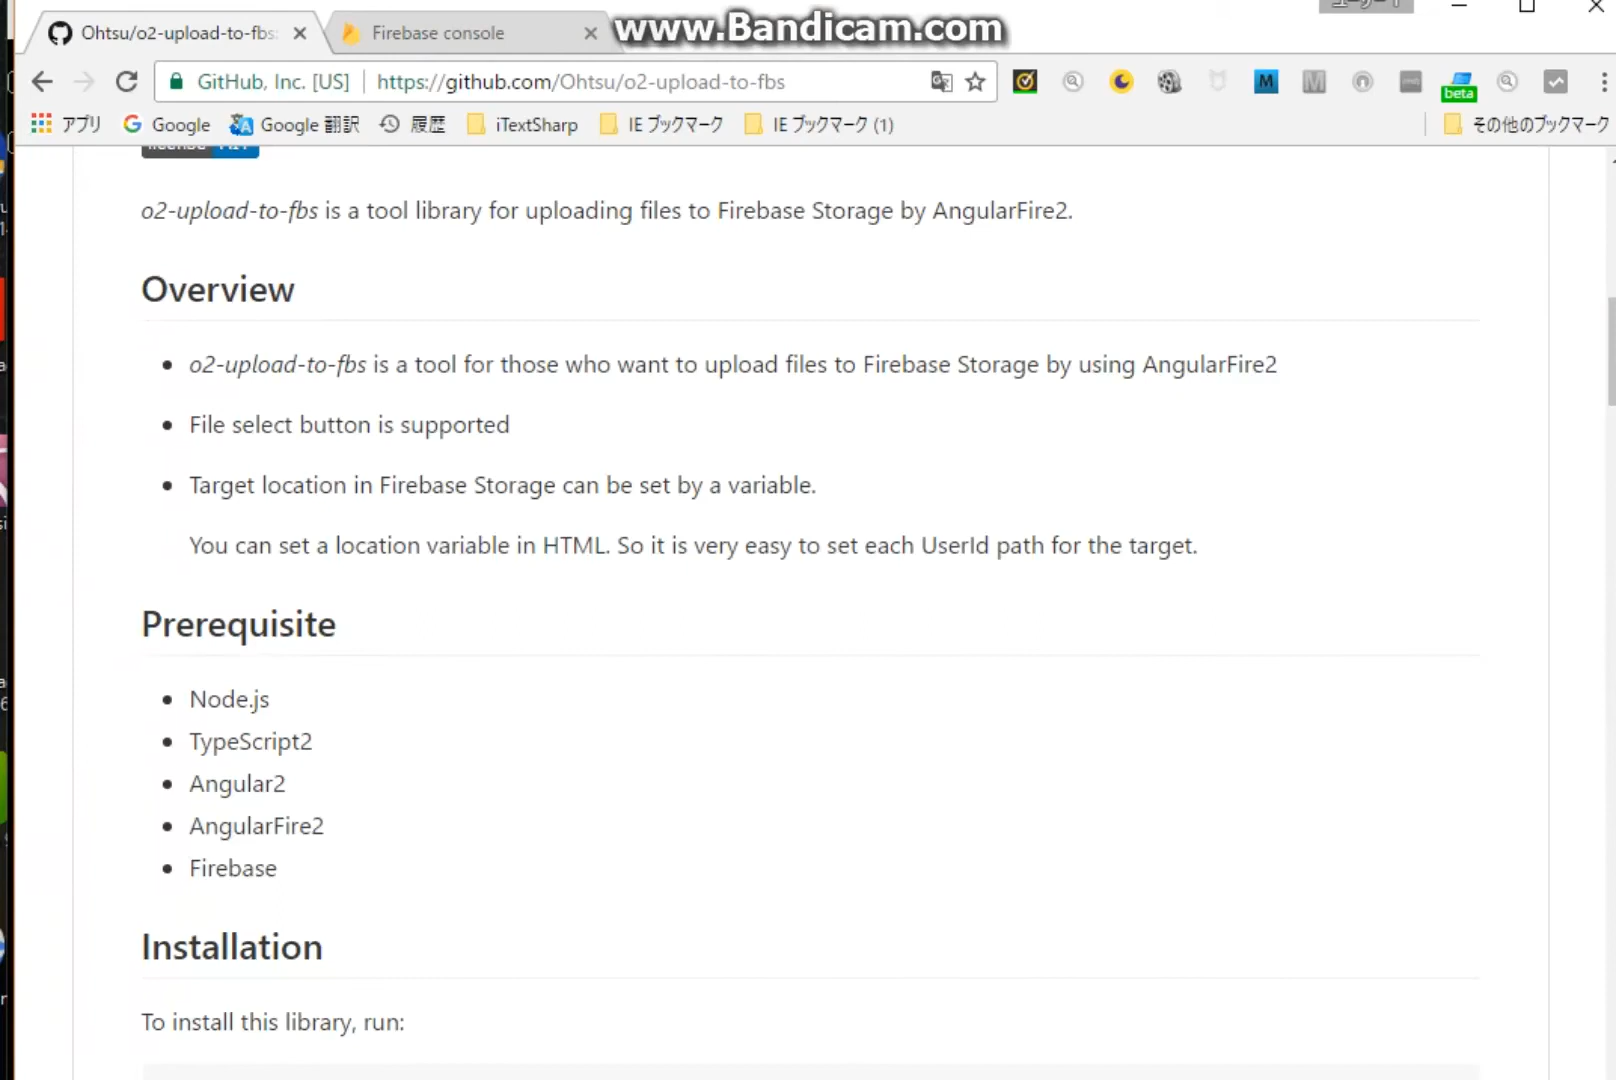 ユーザー1
www.Bandicam.com
Ohtsu/o2-upload-to-fbs:
Firebase console
GitHub, Inc. [US]
https://github.com/Ohtsu/o2-upload-to-fbs
beta
アプリ
Google
Google 翻訳
履歴
iTextSharp
IE ブックマーク
IE ブックマーク (1)
その他のブックマーク
license MIT
o2-upload-to-fbs is a tool library for uploading files to Firebase Storage by AngularFire2.
Overview
• o2-upload-to-fbs is a tool for those who want to upload files to Firebase Storage by using AngularFire2
• File select button is supported
• Target location in Firebase Storage can be set by a variable.
You can set a location variable in HTML. So it is very easy to set each UserId path for the target.
Prerequisite
• Node.js
• TypeScript2
• Angular2
• AngularFire2
• Firebase
Installation
To install this library, run: